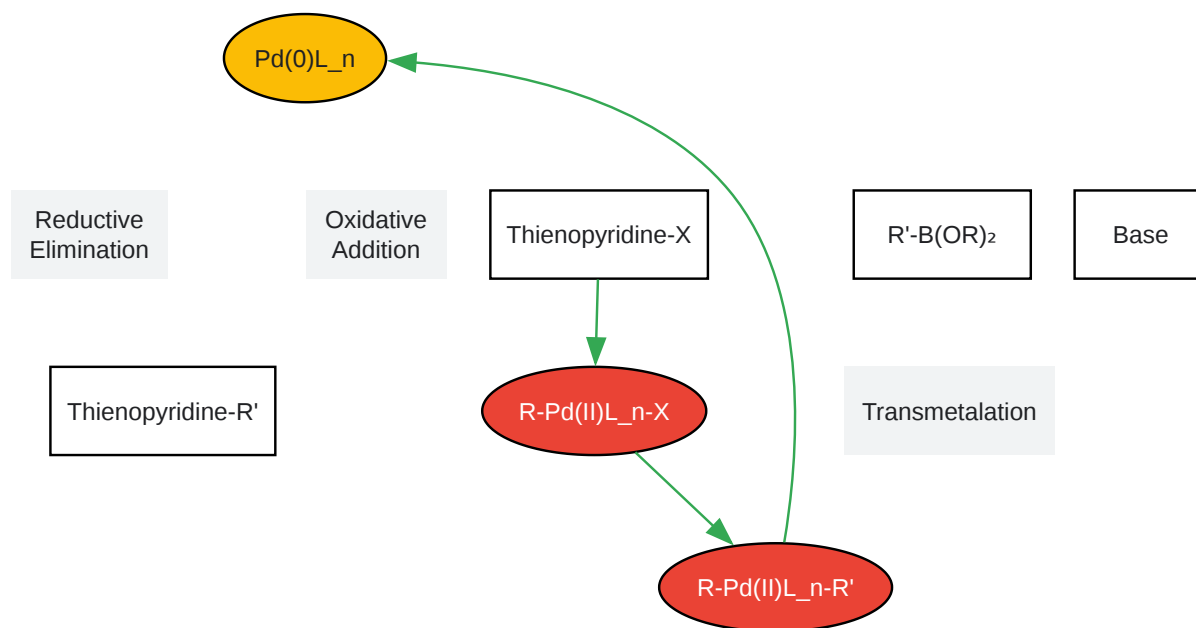 Pd(0)L_n
Reductive
Elimination
Oxidative
Addition
Thienopyridine-X
R'-B(OR)₂
Base
Thienopyridine-R'
R-Pd(II)L_n-X
Transmetalation
R-Pd(II)L_n-R'